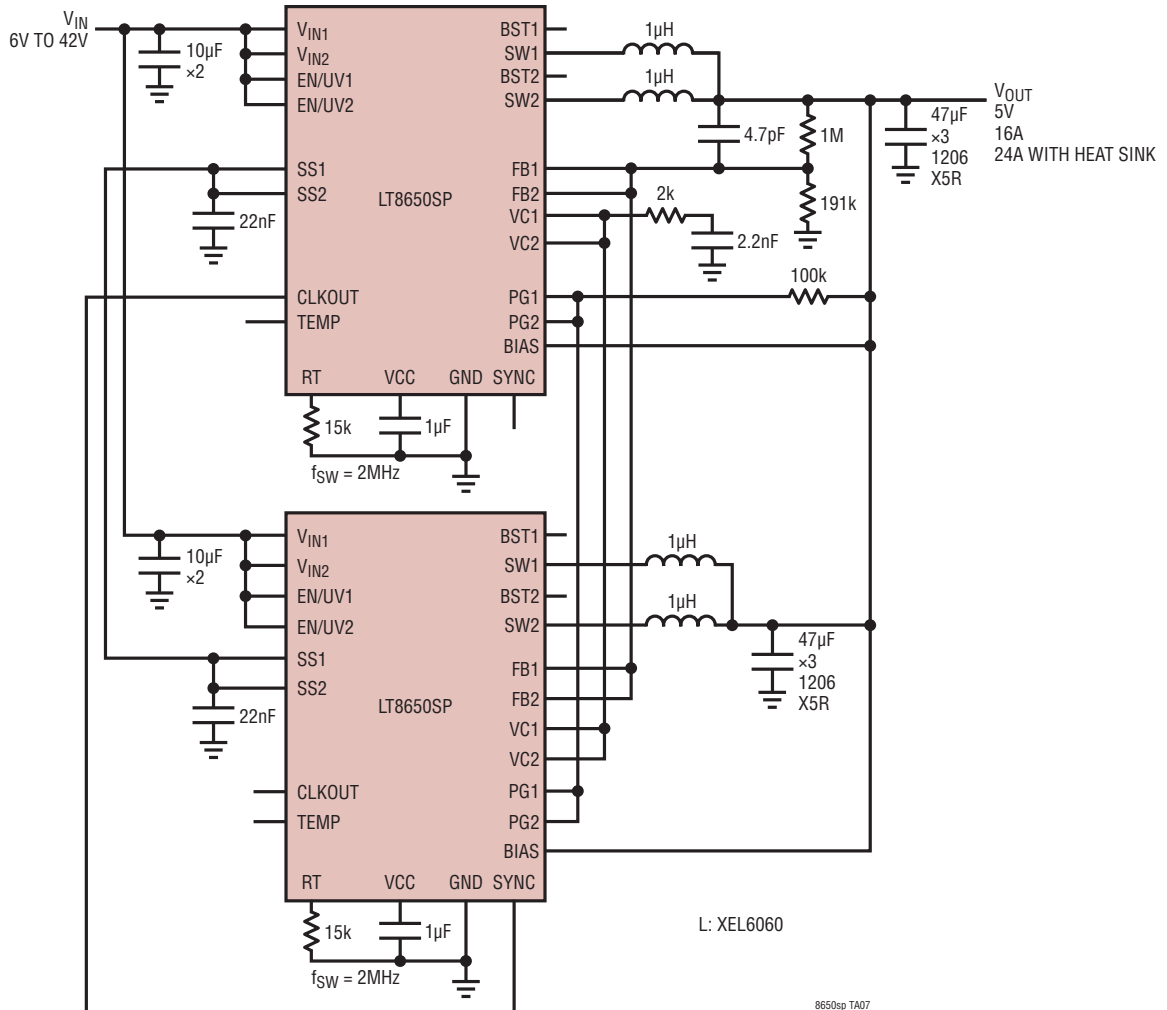 VIN
6V TO 42V
10µF
×2
VIN1
VIN2
EN/UV1
EN/UV2
SS1
SS2
22nF
CLKOUT
TEMP
LT8650SP
RT
VCC
GND
SYNC
BST1
SW1
BST2
SW2
FB1
FB2
VC1
VC2
PG1
PG2
BIAS
1µH
1µH
4.7pF
1M
191k
2k
2.2nF
100k
47µF
×3
1206
X5R
VOUT
5V
16A
24A WITH HEAT SINK
15k
1µF
fSW = 2MHz
10µF
×2
VIN1
VIN2
EN/UV1
EN/UV2
SS1
SS2
22nF
CLKOUT
TEMP
LT8650SP
RT
VCC
GND
SYNC
BST1
SW1
BST2
SW2
FB1
FB2
VC1
VC2
PG1
PG2
BIAS
1µH
1µH
47µF
×3
1206
X5R
15k
1µF
fSW = 2MHz
L: XEL6060
8650sp TA07